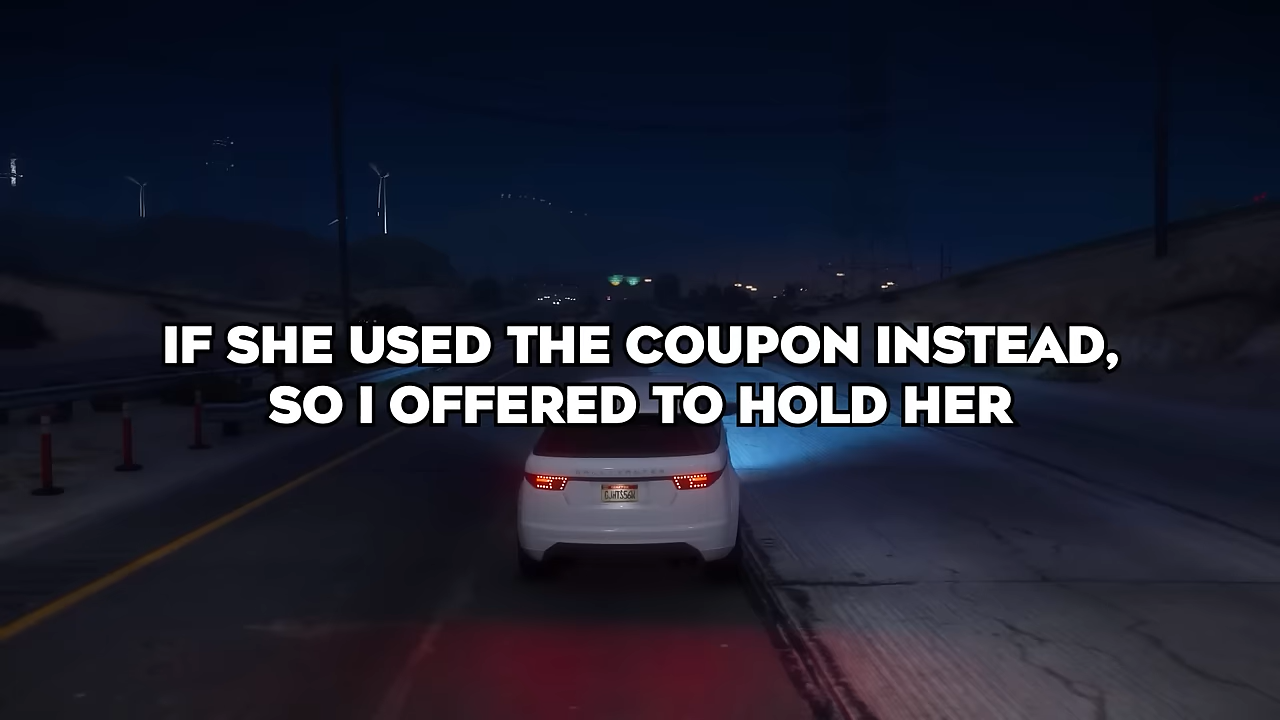 IF SHE USED THE COUPON INSTEAD,
SO I OFFERED TO HOLD HER